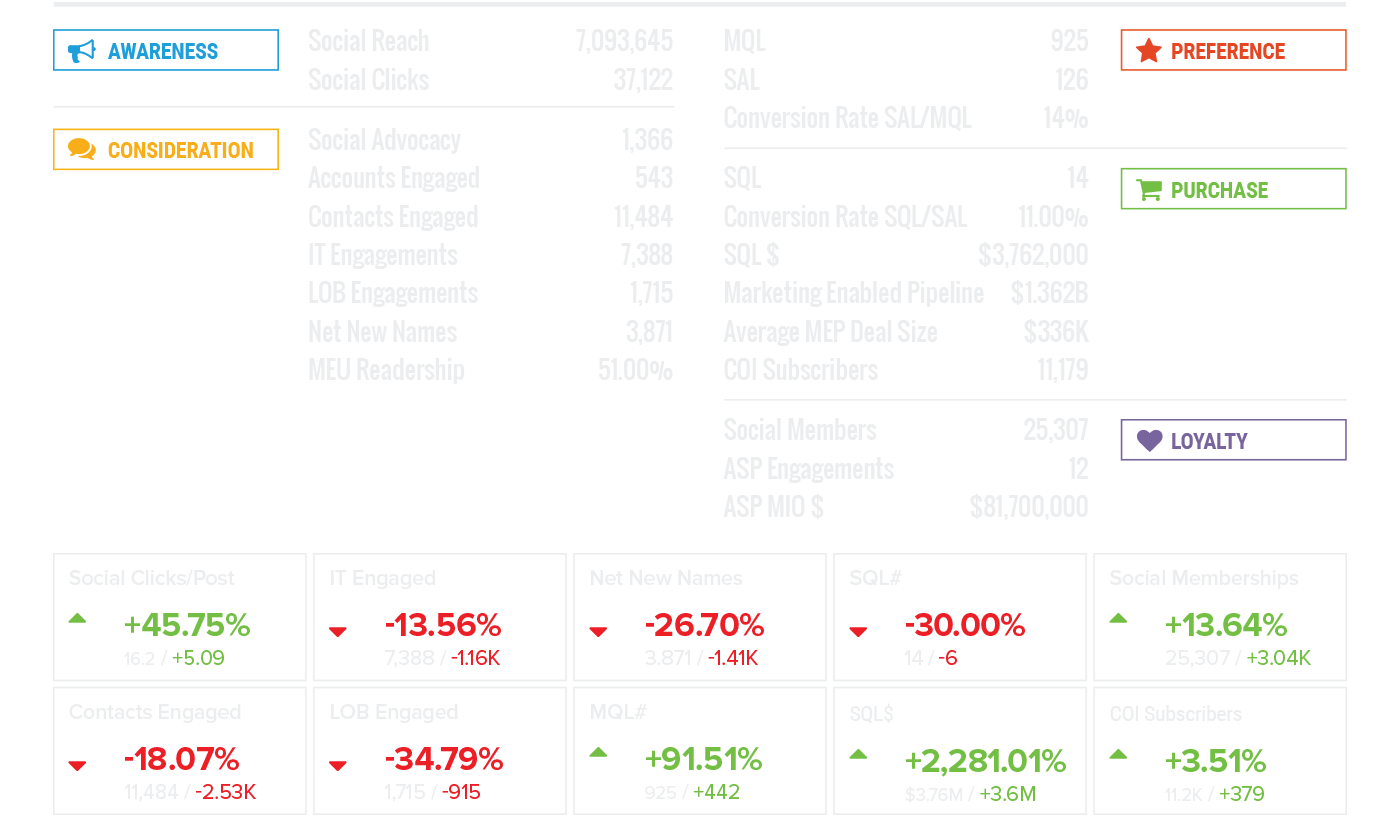 AWARENESS
Social Reach 7,093,645
Social Clicks 37,122
CONSIDERATION
Social Advocacy 1,366
Accounts Engaged 543
Contacts Engaged 11,484
IT Engagements 7,388
LOB Engagements 1,715
Net New Names 3,871
MEU Readership 51.00%
PREFERENCE
MQL 925
SAL 126
Conversion Rate SAL/MQL 14%
PURCHASE
SQL 14
Conversion Rate SQL/SAL 11.00%
SQL $ $3,762,000
Marketing Enabled Pipeline $1.362B
Average MEP Deal Size $336K
COI Subscribers 11,179
LOYALTY
Social Members 25,307
ASP Engagements 12
ASP MIO $ $81,700,000
Social Clicks/Post
+45.75%
16.2 / +5.09
IT Engaged
-13.56%
7,388 / -1.16K
Net New Names
-26.70%
3,871 / -1.41K
SQL#
-30.00%
14 / -6
Social Memberships
+13.64%
25,307 / +3.04K
Contacts Engaged
-18.07%
11,484 / -2.53K
LOB Engaged
-34.79%
1,715 / -915
MQL#
+91.51%
925 / +442
SQL$
+2,281.01%
$3.76M / +3.6M
COI Subscribers
+3.51%
11.2K / +379